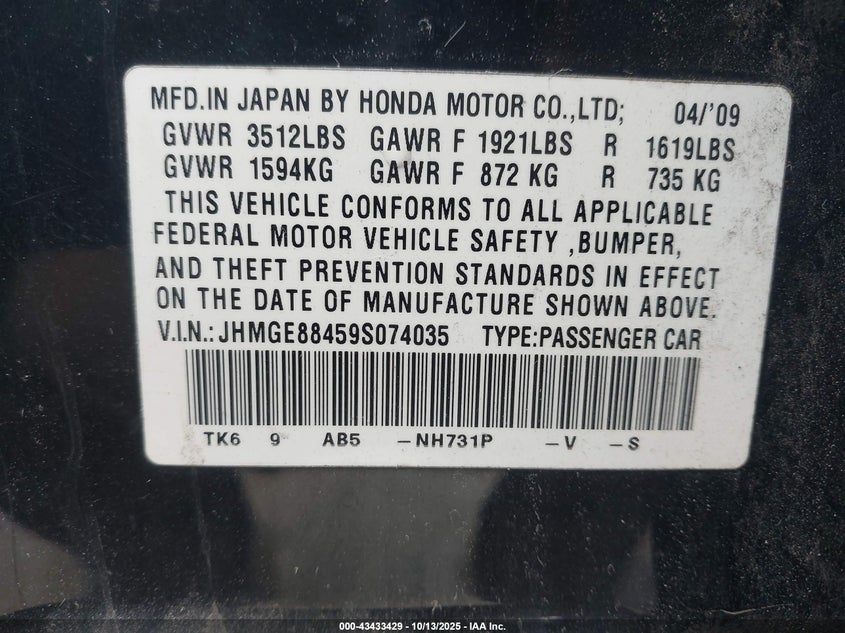 MFD.IN JAPAN BY HONDA MOTOR CO.,LTD; 04/'09
GVWR 3512LBS GAWR F 1921LBS R 1619LBS
GVWR 1594KG GAWR F 872 KG R 735 KG
THIS VEHICLE CONFORMS TO ALL APPLICABLE
FEDERAL MOTOR VEHICLE SAFETY ,BUMPER,
AND THEFT PREVENTION STANDARDS IN EFFECT
ON THE DATE OF MANUFACTURE SHOWN ABOVE.
V.I.N.: JHMGE88459S074035 TYPE:PASSENGER CAR
TK6 9 AB5 –NH731P –V –S
000-43433429 - 10/13/2025 - IAA Inc.